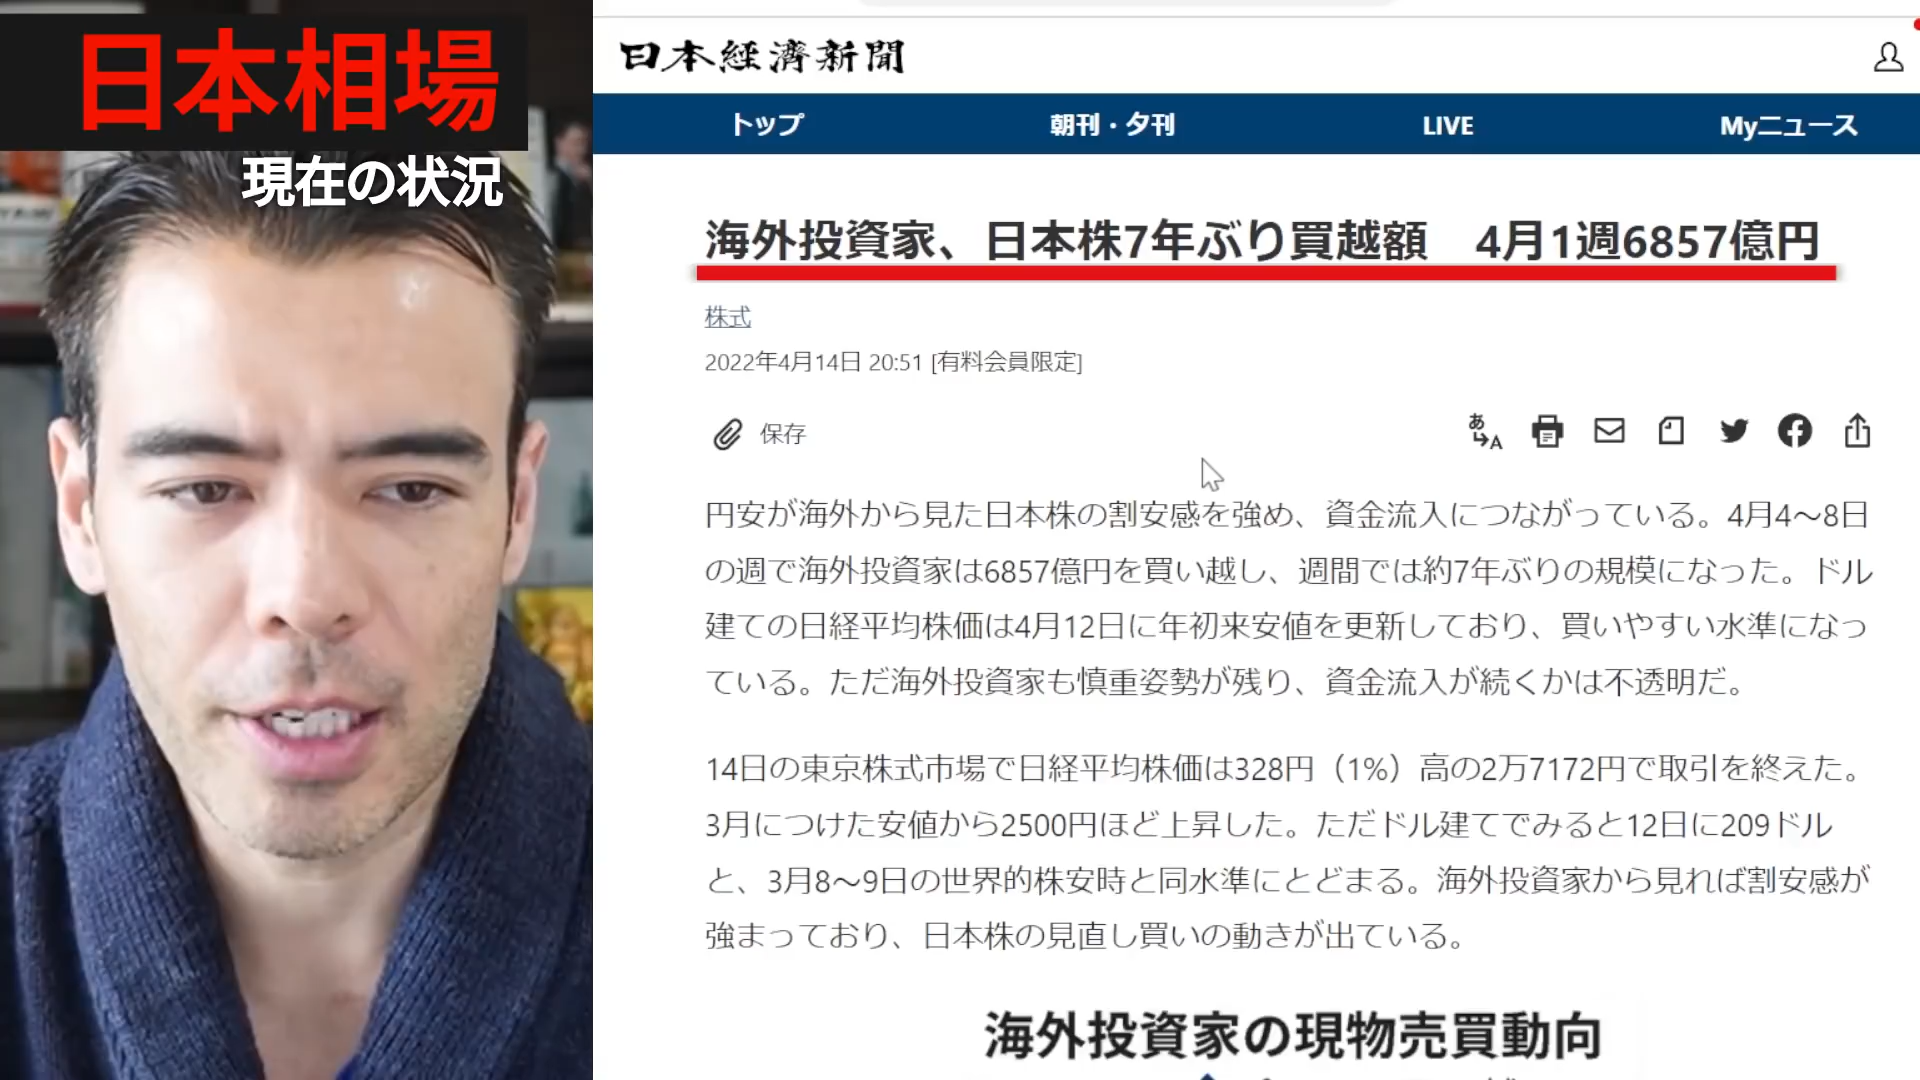 日本相場
現在の状況
日本経済新聞
トップ
朝刊・夕刊
LIVE
Myニュース
海外投資家、日本株7年ぶり買越額　4月1週6857億円
株式
2022年4月14日 20:51 [有料会員限定]
保存
円安が海外から見た日本株の割安感を強め、資金流入につながっている。4月4〜8日
の週で海外投資家は6857億円を買い越し、週間では約7年ぶりの規模になった。ドル
建ての日経平均株価は4月12日に年初来安値を更新しており、買いやすい水準になっ
ている。ただ海外投資家も慎重姿勢が残り、資金流入が続くかは不透明だ。
14日の東京株式市場で日経平均株価は328円（1%）高の2万7172円で取引を終えた。
3月につけた安値から2500円ほど上昇した。ただドル建てでみると12日に209ドル
と、3月8〜9日の世界的株安時と同水準にとどまる。海外投資家から見れば割安感が
強まっており、日本株の見直し買いの動きが出ている。
海外投資家の現物売買動向